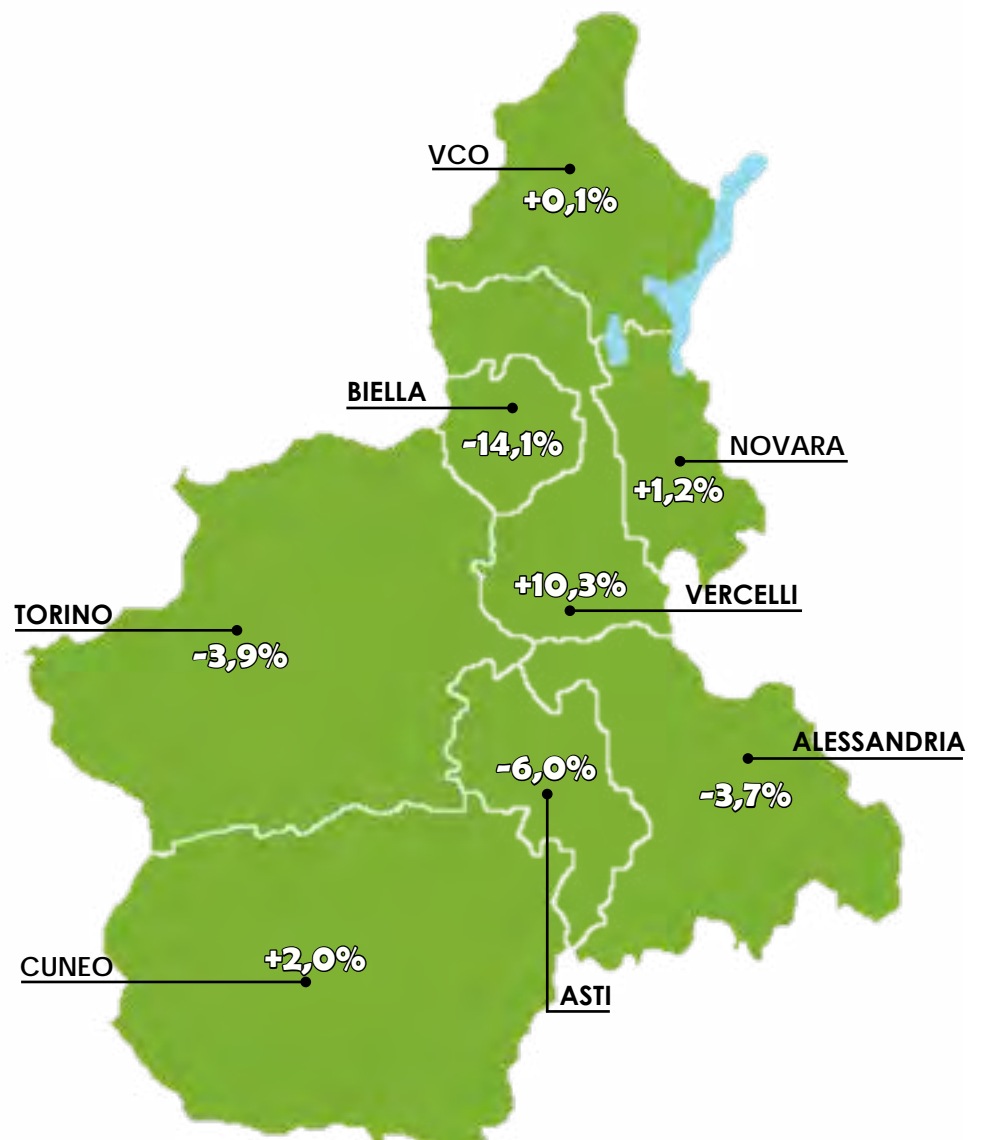 VCO
+0,1%
BIELLA
-14,1%
NOVARA
+1,2%
+10,3%
VERCELLI
TORINO
-3,9%
ALESSANDRIA
-6,0%
-3,7%
CUNEO
+2,0%
ASTI